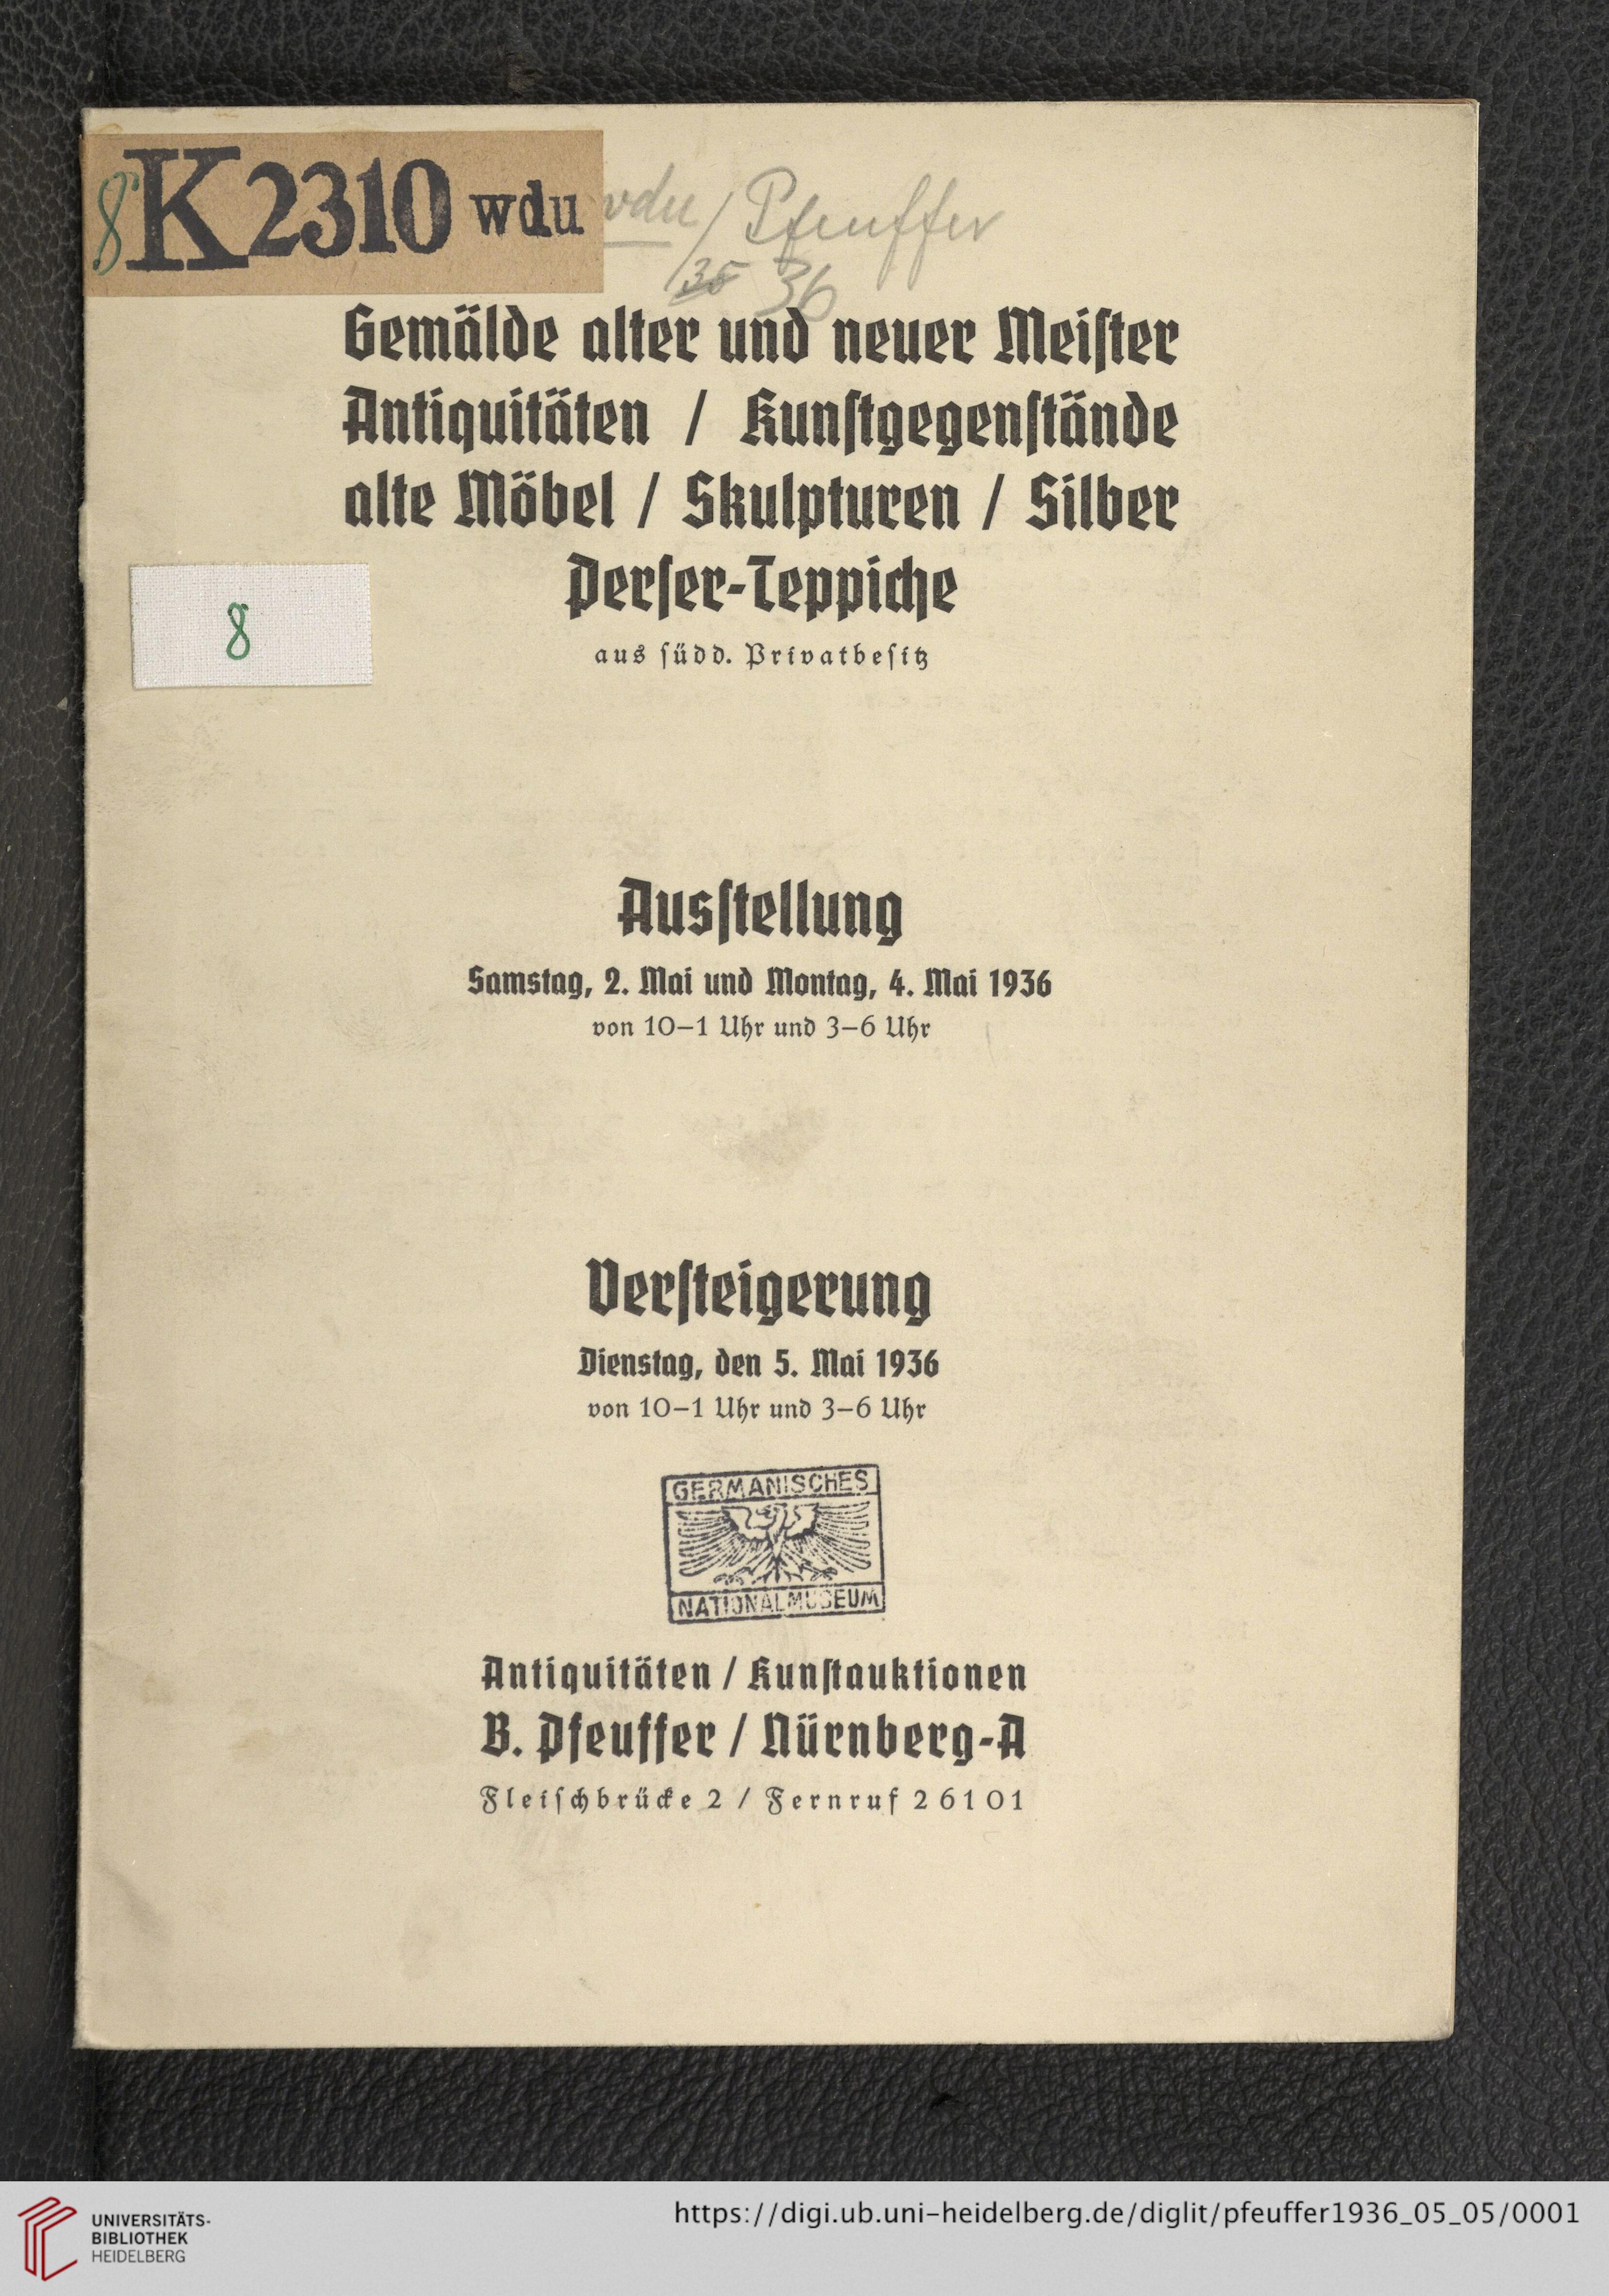 8° K2310 wdu
wdu / Pfeuffer
35 36
Gemälde alter und neuer Meiſter
Antiquitäten / Kunſtgegenſtände
alte Möbel / Skulpturen / Silber
Perſer-Teppiche
aus ſüdd. Privatbeſitz
8
Ausſtellung
Samstag, 2. Mai und Montag, 4. Mai 1936
von 10–1 Uhr und 3–6 Uhr
Verſteigerung
Dienstag, den 5. Mai 1936
von 10–1 Uhr und 3–6 Uhr
GERMANISCHES
NATIONALMUSEUM
Antiquitäten / Kunſtauktionen
B. Pfeuffer / Nürnberg-A
Fleiſchbrücke 2 / Fernruf 26101
UNIVERSITÄTS-
BIBLIOTHEK
HEIDELBERG
https://digi.ub.uni-heidelberg.de/diglit/pfeuffer1936_05_05/0001